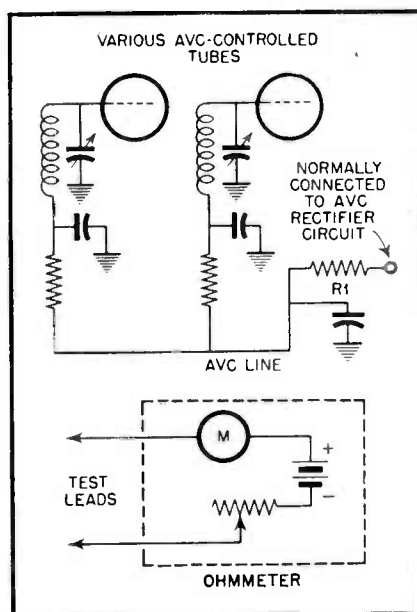 VARIOUS AVC-CONTROLLED
TUBES
NORMALLY
CONNECTED
TO AVC
RECTIFIER
CIRCUIT
R1
AVC LINE
M
+
−
TEST
LEADS
OHMMETER